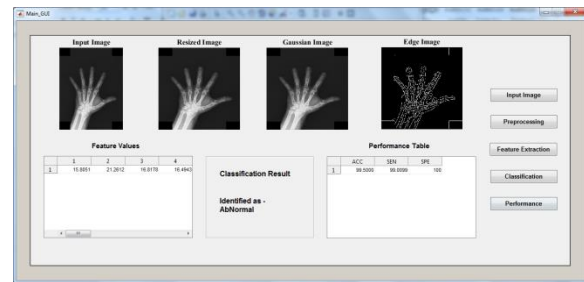 Main_GUI
Input Image
Resized Image
Gaussian Image
Edge Image
Input Image
Preprocessing
Feature Extraction
Classification
Performance
Feature Values
1 2 3 4
1 15.8051 21.2612 16.8178 16.4943
Classification Result
Identified as -
AbNormal
Performance Table
ACC SEN SPE
1 99.5000 99.0099 100